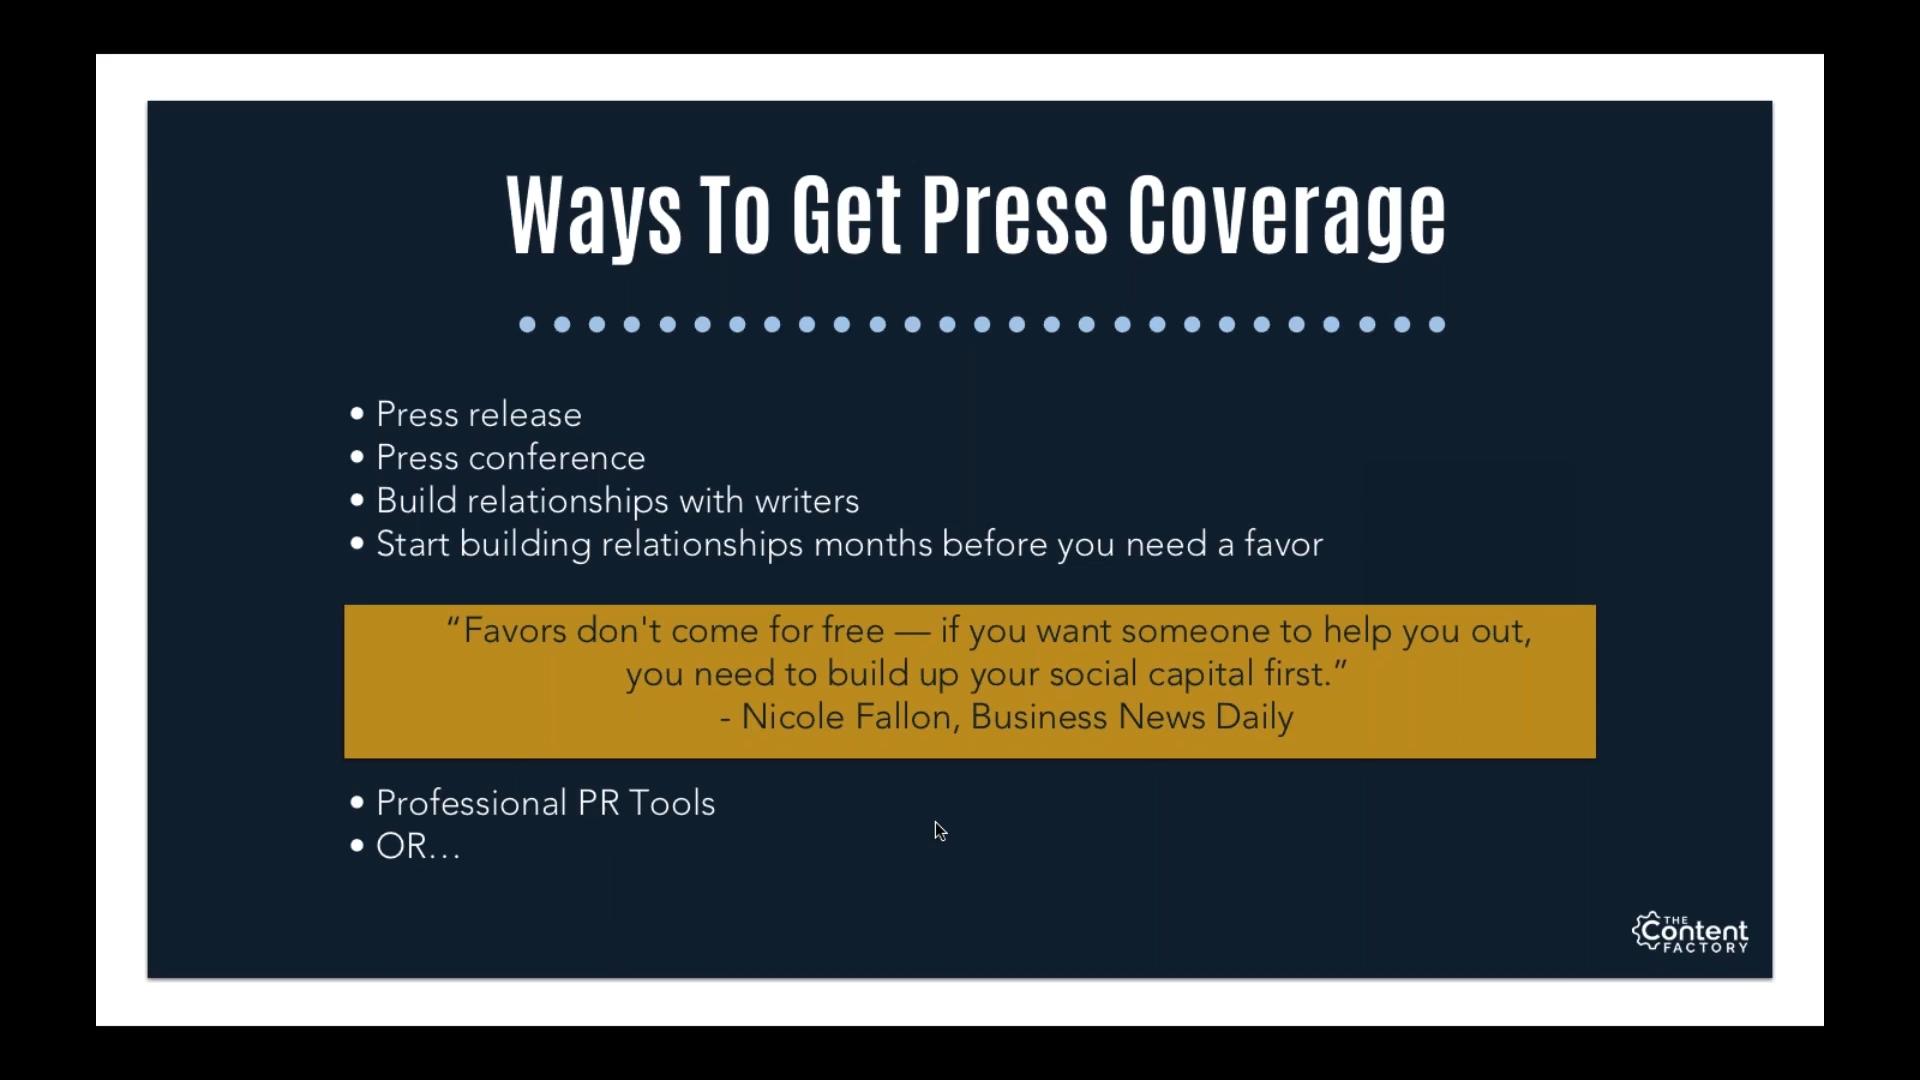 Ways To Get Press Coverage
• Press release
• Press conference
• Build relationships with writers
• Start building relationships months before you need a favor
“Favors don't come for free — if you want someone to help you out,
you need to build up your social capital first.”
- Nicole Fallon, Business News Daily
• Professional PR Tools
• OR…
THE
Content
FACTORY